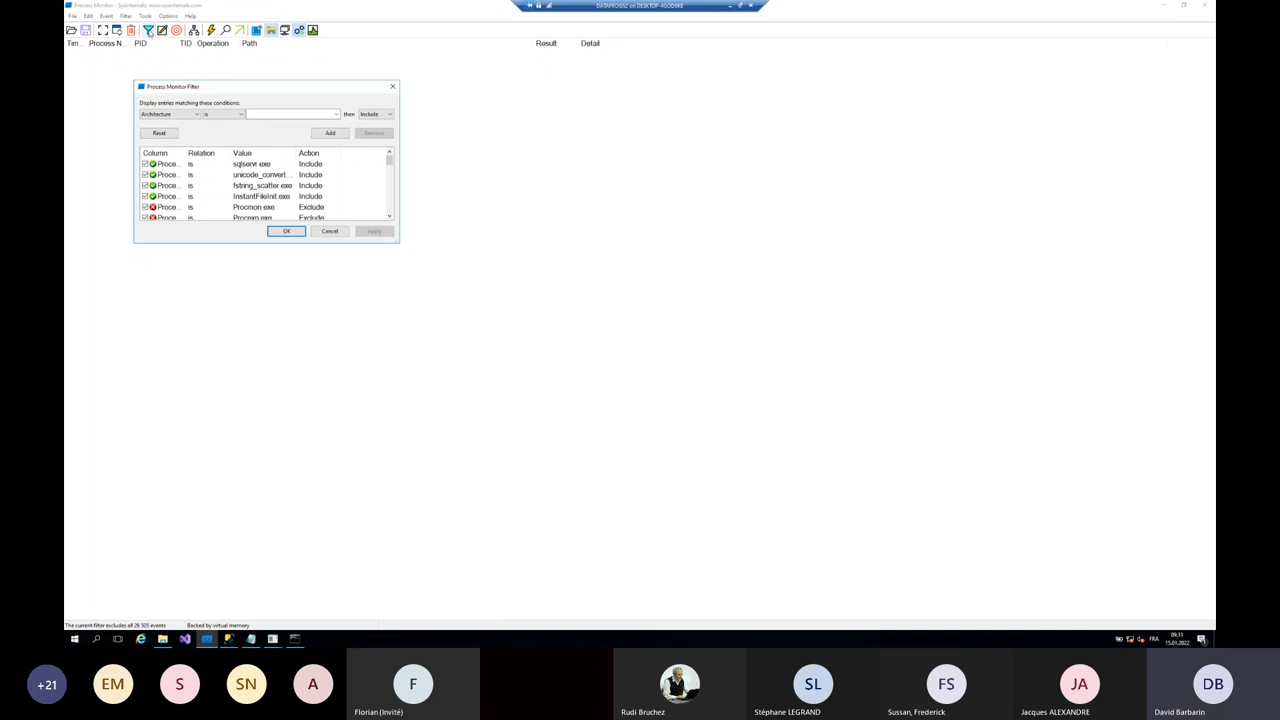 Process Monitor - Sysinternals: www.sysinternals.com
DATAFROGS2 on DESKTOP-4GOD9KE
File Edit Event Filter Tools Options Help
Tim... Process N... PID TID Operation Path Result Detail
Process Monitor Filter
Display entries matching these conditions:
Architecture is then Include
Reset Add Remove
Column Relation Value Action
Proce... is sqlservr.exe Include
Proce... is unicode_convert... Include
Proce... is fstring_scatter.exe Include
Proce... is InstantFileInit.exe Include
Proce... is Procmon.exe Exclude
Proce... is Procexp.exe Exclude
OK Cancel Apply
The current filter excludes all 26 505 events Backed by virtual memory
FRA 09:31
15.01.2022
+21 EM S SN A F SL FS JA DB
Florian (Invité) Rudi Bruchez Stéphane LEGRAND Sussan, Frederick Jacques ALEXANDRE David Barbarin